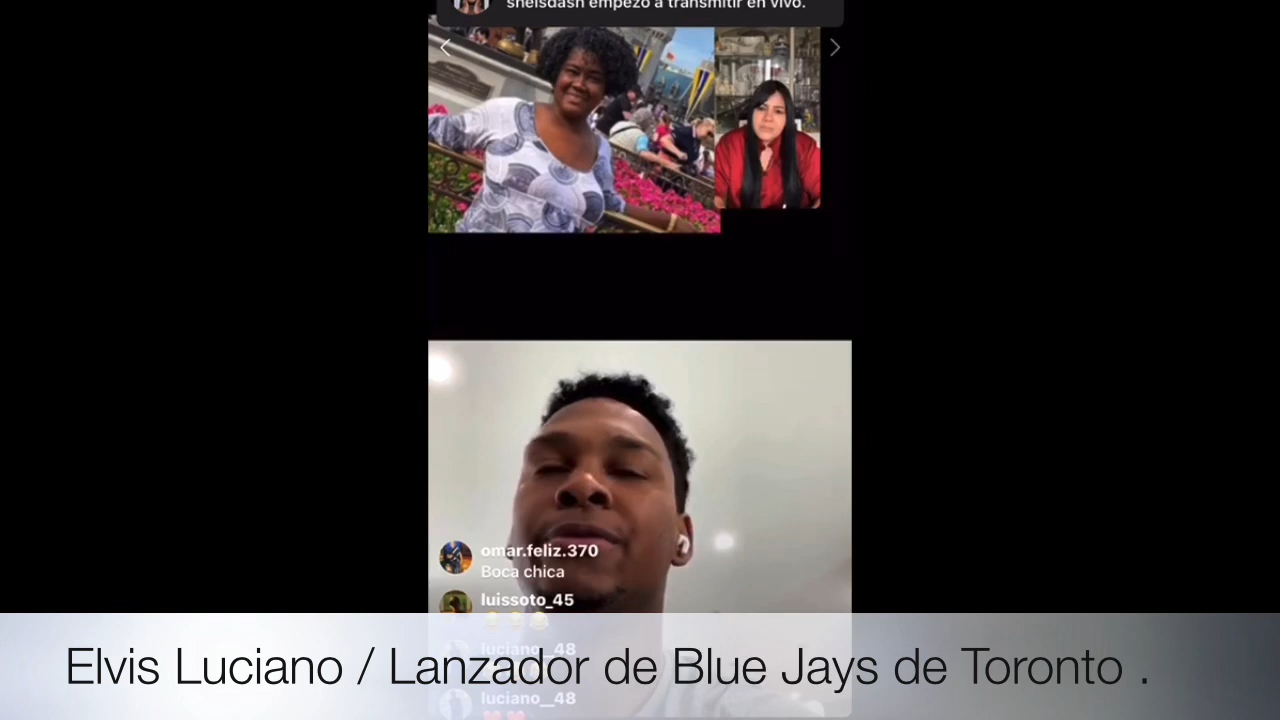 sheisdash empezó a transmitir en vivo.
omar.feliz.370
Boca chica
luissoto_45
luciano_48
luciano__48
Elvis Luciano / Lanzador de Blue Jays de Toronto .